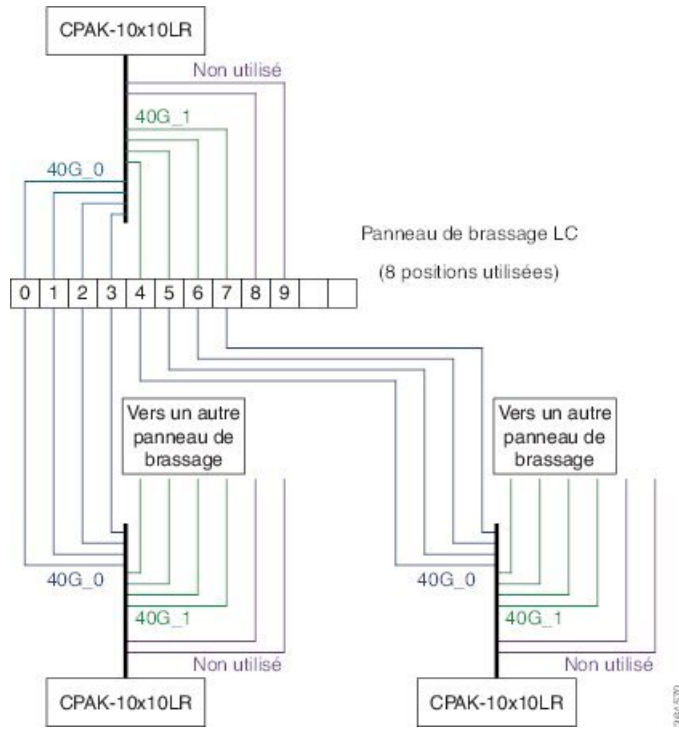 CPAK-10x10LR
Non utilisé
40G_1
40G_0
Panneau de brassage LC
(8 positions utilisées)
0 1 2 3 4 5 6 7 8 9
Vers un autre
panneau de
brassage
Vers un autre
panneau de
brassage
40G_0
40G_1
Non utilisé
40G_0
40G_1
Non utilisé
CPAK-10x10LR
CPAK-10x10LR
364570